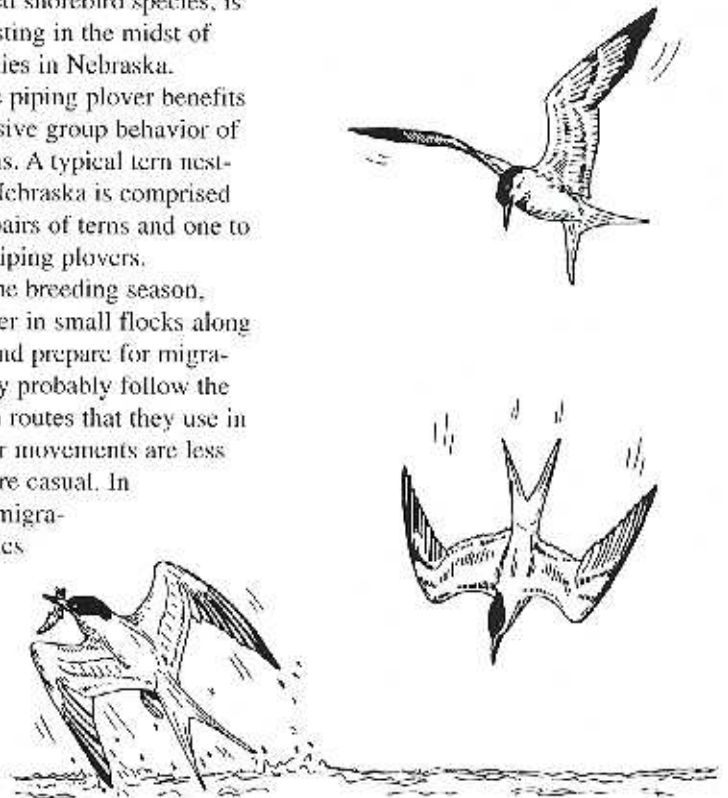 shorebird species, is
sting in the midst of
ies in Nebraska.
piping plover benefits
sive group behavior of
s. A typical tern nest-
Nebraska is comprised
pairs of terns and one to
iping plovers.
he breeding season,
er in small flocks along
nd prepare for migra-
y probably follow the
routes that they use in
r movements are less
re casual. In
migra-
cs